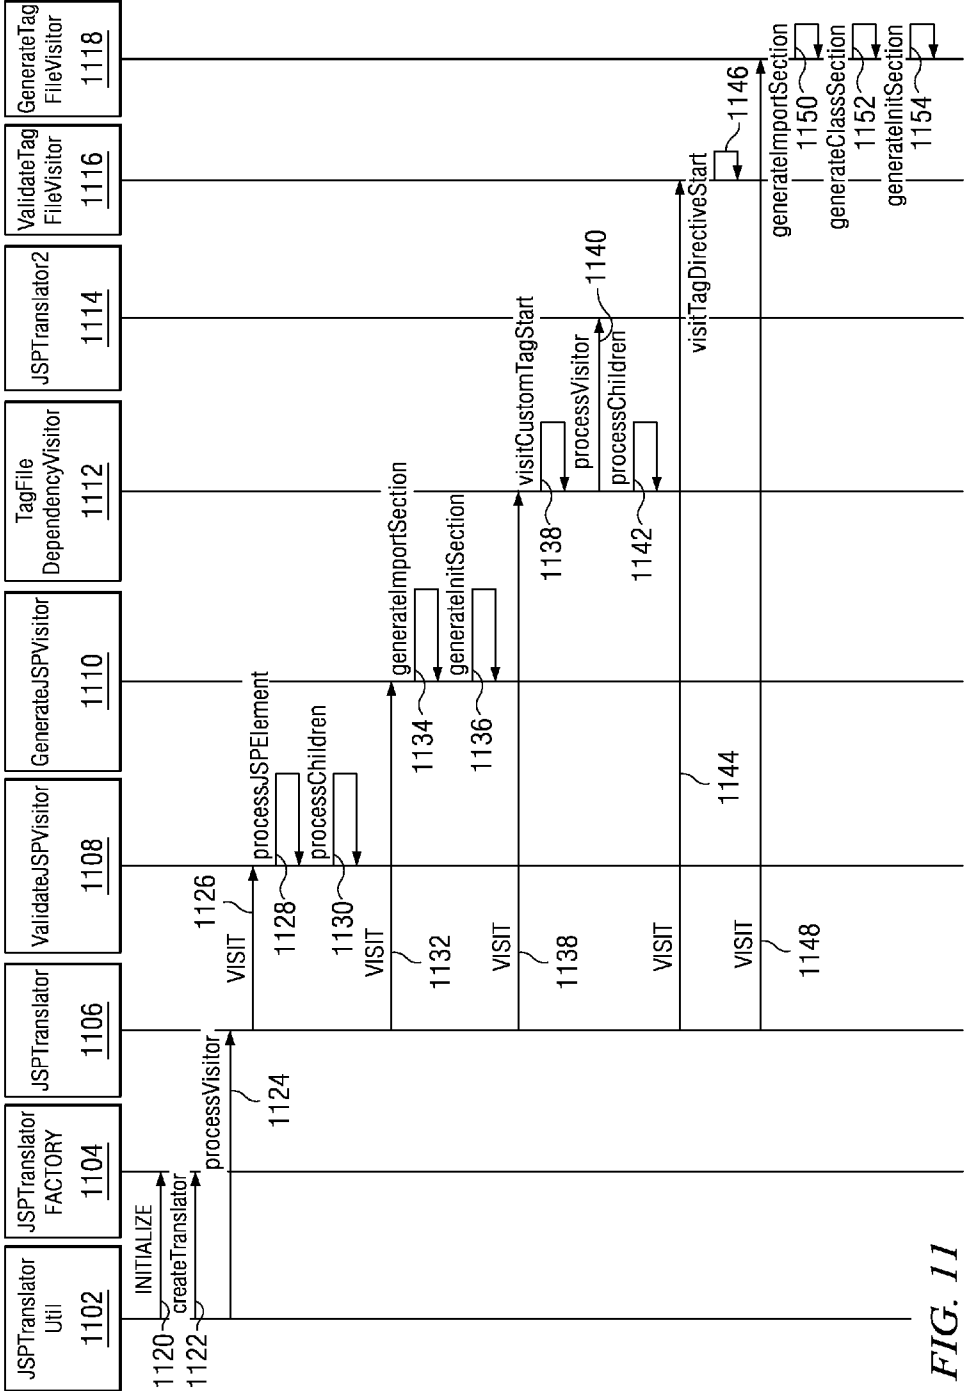 JSPTranslator
Util
1102
JSPTranslator
FACTORY
1104
JSPTranslator
1106
ValidateJSPVisitor
1108
GenerateJSPVisitor
1110
TagFile
DependencyVisitor
1112
JSPTranslator2
1114
ValidateTag
FileVisitor
1116
GenerateTag
FileVisitor
1118
INITIALIZE
1120
createTranslator
1122
processVisitor
1124
VISIT
1126
processJSPElement
1128
processChildren
1130
VISIT
1132
generateImportSection
1134
generateInitSection
1136
VISIT
1138
visitCustomTagStart
1138
processVisitor
1140
processChildren
1142
VISIT
1144
visitTagDirectiveStart
1146
VISIT
1148
generateImportSection
1150
generateClassSection
1152
generateInitSection
1154
FIG. 11